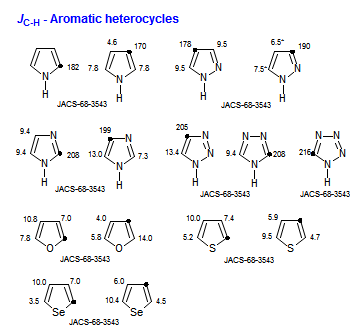 JC-H - Aromatic heterocycles
4.6 170 178 9.5 6.5* 190
182 7.8 7.8 9.5 7.5*
N N N N N N
H H H H
JACS-68-3543 JACS-68-3543
9.4 N 199 N 205 N N N N N
9.4 208 13.0 7.3 13.4 N 9.4 208 216 N
N N N N N
H H H H H
JACS-68-3543 JACS-68-3543 JACS-68-3543
10.8 7.0 4.0 10.0 7.4 5.9
7.8 5.8 14.0 5.2 9.5 4.7
O O S S
JACS-68-3543 JACS-68-3543
10.0 7.0 6.0
3.5 10.4 4.5
Se Se
JACS-68-3543